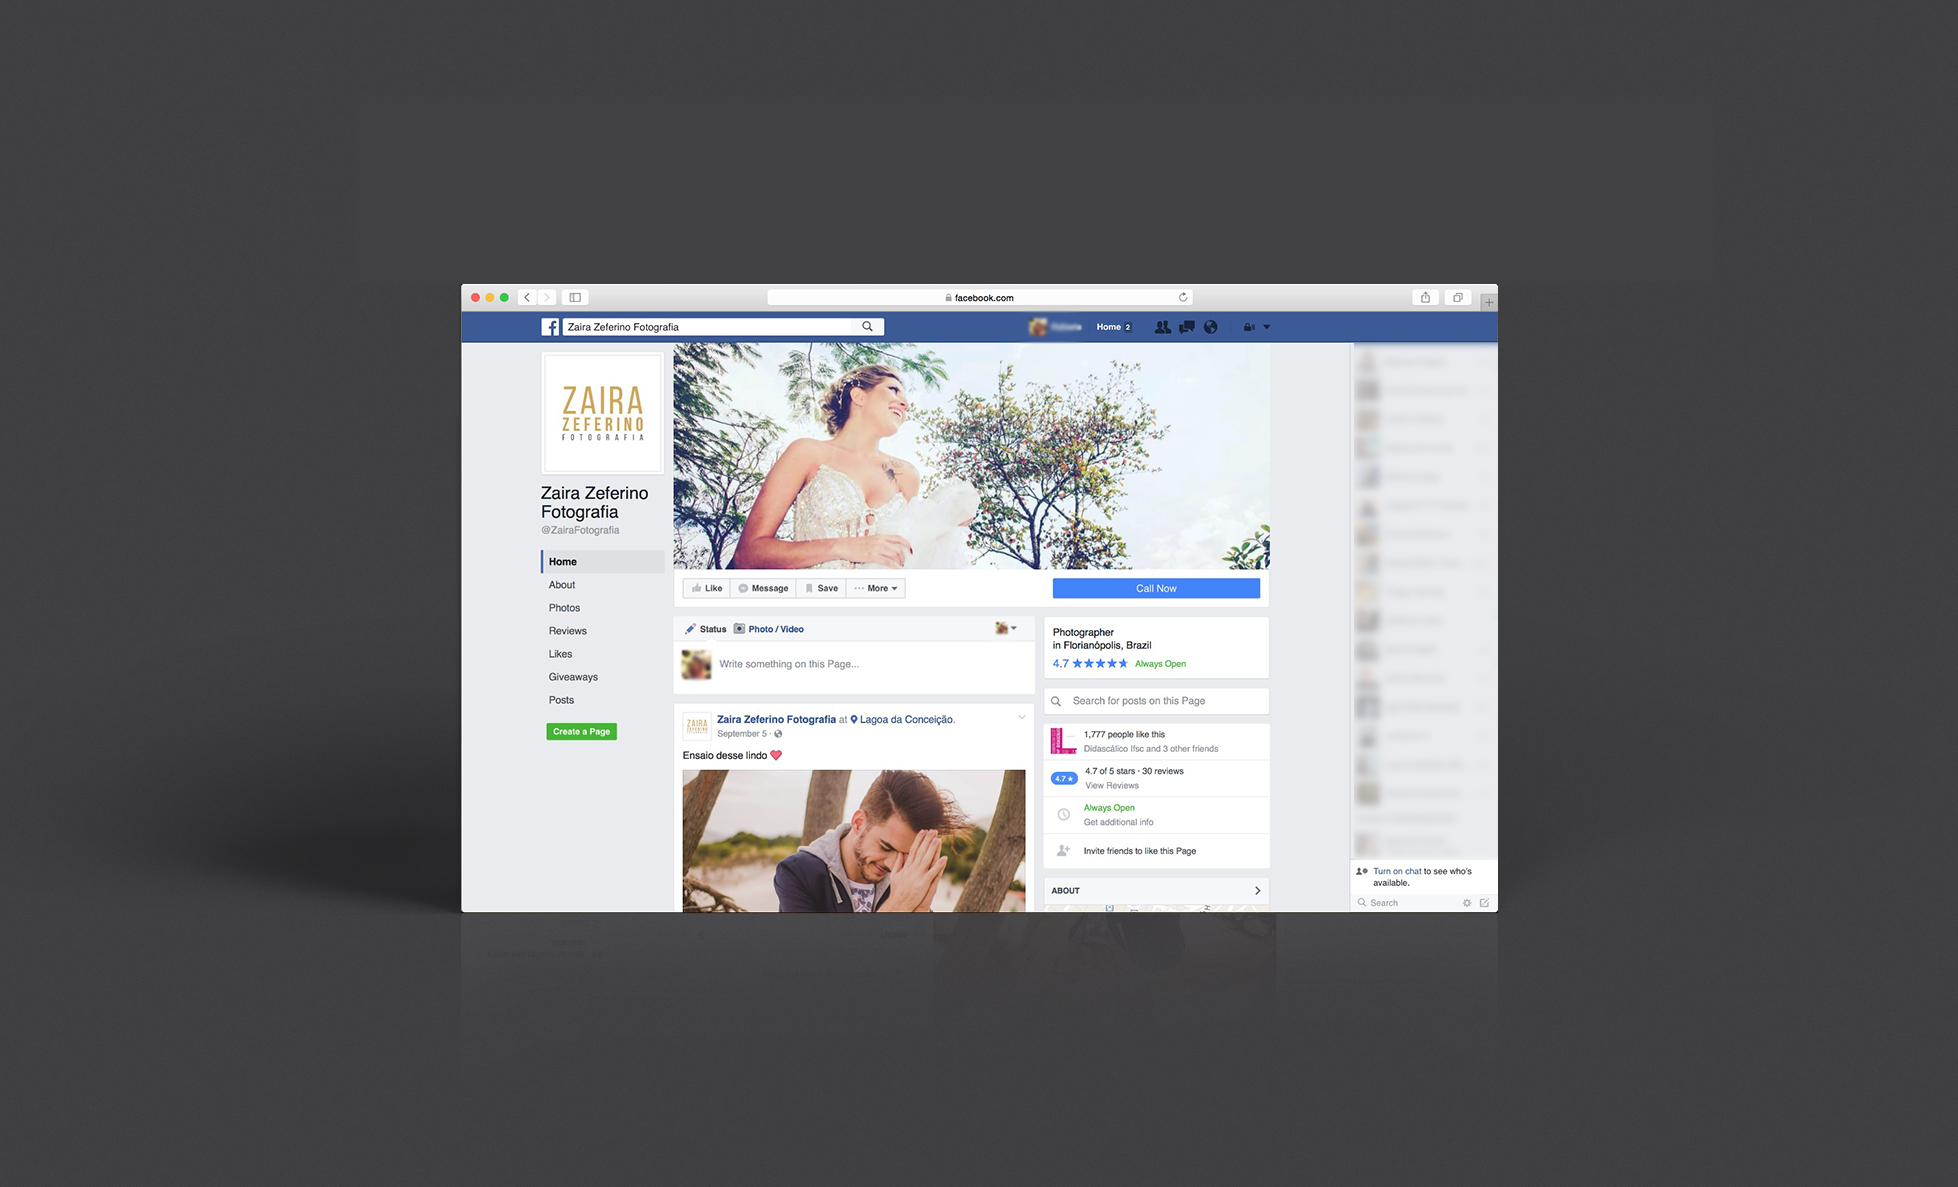 facebook.com
Zaira Zeferino Fotografia
Home 2
ZAIRA
ZEFERINO
FOTOGRAFIA
Zaira Zeferino
Fotografia
@ZairaFotografia
Home
About
Photos
Reviews
Likes
Giveaways
Posts
Create a Page
Like
Message
Save
More
Call Now
Status
Photo / Video
Write something on this Page...
ZAIRA
ZEFERINO
Zaira Zeferino Fotografia at Lagoa da Conceição.
September 5 ·
Ensaio desse lindo ❤
Photographer
in Florianópolis, Brazil
4.7 ★★★★★ Always Open
Search for posts on this Page
1,777 people like this
Didascálico Ifsc and 3 other friends
4.7 ★
4.7 of 5 stars · 30 reviews
View Reviews
Always Open
Get additional info
Invite friends to like this Page
ABOUT
Turn on chat to see who's
available.
Search